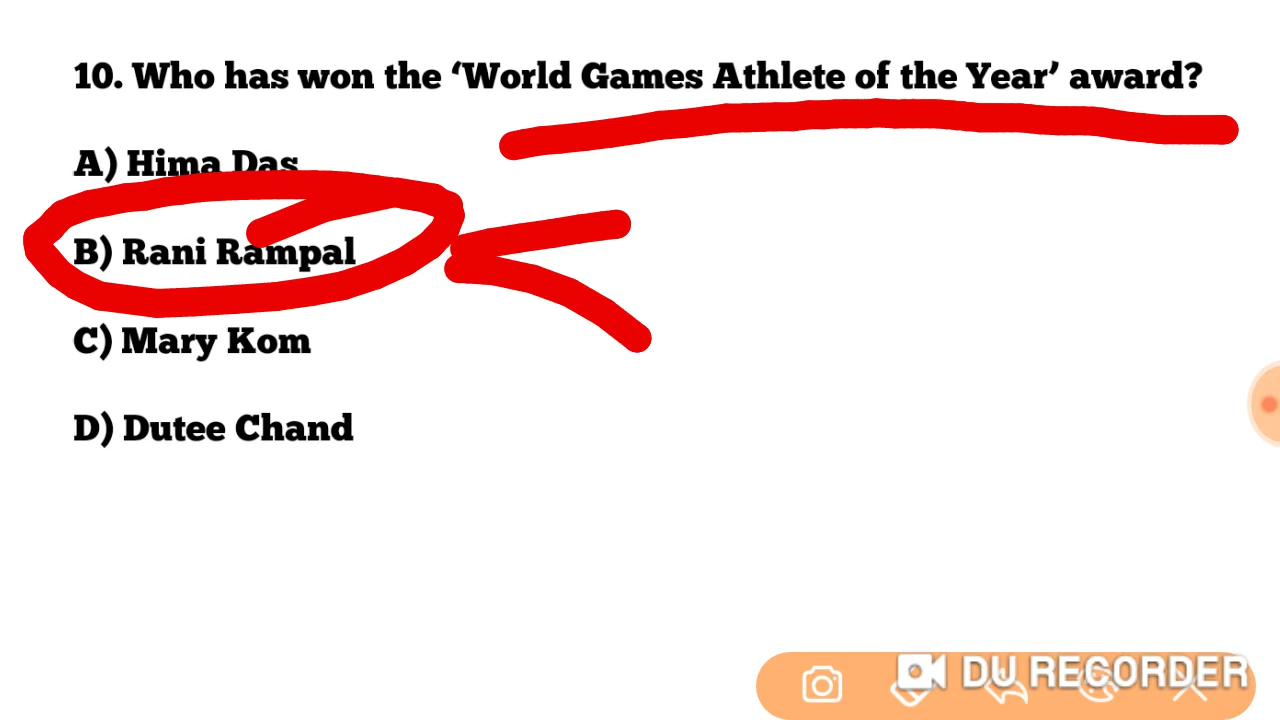 10. Who has won the ‘World Games Athlete of the Year’ award?
A) Hima Das
B) Rani Rampal
C) Mary Kom
D) Dutee Chand
DU RECORDER